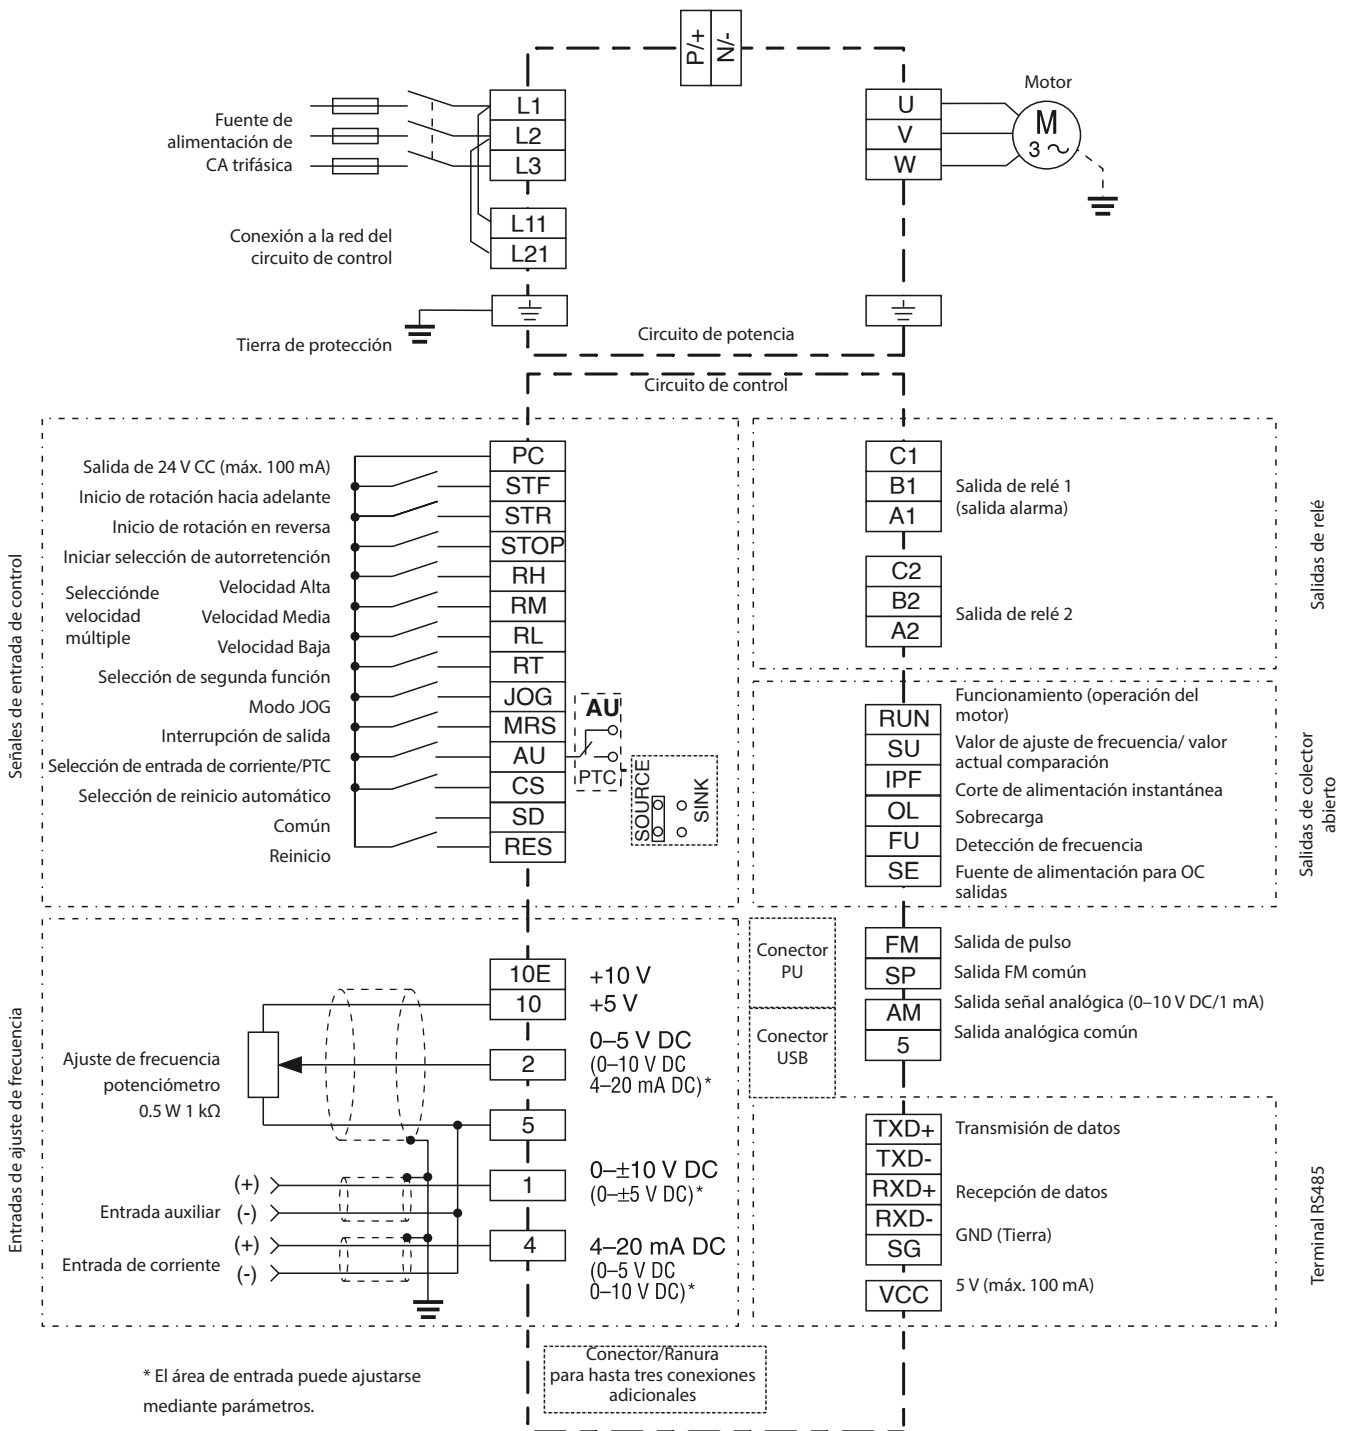 P/+
N/-
Fuente de
alimentación de
CA trifásica
L1
L2
L3
L11
L21
Conexión a la red del
circuito de control
Tierra de protección
U
V
W
Motor
M
3 ~
Circuito de potencia
Circuito de control
Señales de entrada de control
Salida de 24 V CC (máx. 100 mA)
Inicio de rotación hacia adelante
Inicio de rotación en reversa
Iniciar selección de autorretención
Selecciónde
velocidad
múltiple
Velocidad Alta
Velocidad Media
Velocidad Baja
Selección de segunda función
Modo JOG
Interrupción de salida
Selección de entrada de corriente/PTC
Selección de reinicio automático
Común
Reinicio
PC
STF
STR
STOP
RH
RM
RL
RT
JOG
MRS
AU
CS
SD
RES
AU
PTC
SOURCE
SINK
C1
B1
A1
Salida de relé 1
(salida alarma)
C2
B2
A2
Salida de relé 2
Salidas de relé
RUN
SU
IPF
OL
FU
SE
Funcionamiento (operación del
motor)
Valor de ajuste de frecuencia/ valor
actual comparación
Corte de alimentación instantánea
Sobrecarga
Detección de frecuencia
Fuente de alimentación para OC
salidas
Salidas de colector
abierto
Entradas de ajuste de frecuencia
Ajuste de frecuencia
potenciómetro
0.5 W 1 kΩ
Entrada auxiliar
(+)
(-)
Entrada de corriente
(+)
(-)
10E
10
2
5
1
4
+10 V
+5 V
0–5 V DC
(0–10 V DC
4–20 mA DC)*
0–±10 V DC
(0–±5 V DC)*
4–20 mA DC
(0–5 V DC
0–10 V DC)*
Conector
PU
Conector
USB
FM
SP
AM
5
Salida de pulso
Salida FM común
Salida señal analógica (0–10 V DC/1 mA)
Salida analógica común
TXD+
TXD-
RXD+
RXD-
SG
VCC
Transmisión de datos
Recepción de datos
GND (Tierra)
5 V (máx. 100 mA)
Terminal RS485
* El área de entrada puede ajustarse
mediante parámetros.
Conector/Ranura
para hasta tres conexiones
adicionales